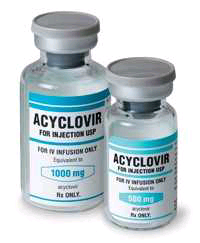 ACYCLOVIR
FOR INJECTION USP
FOR IV INFUSION ONLY
Equivalent to
1000 mg
acyclovir
Rx ONLY.
ACYCLOVIR
FOR INJECTION USP
FOR IV INFUSION ONLY
Equivalent to
500 mg
acyclovir
Rx ONLY.